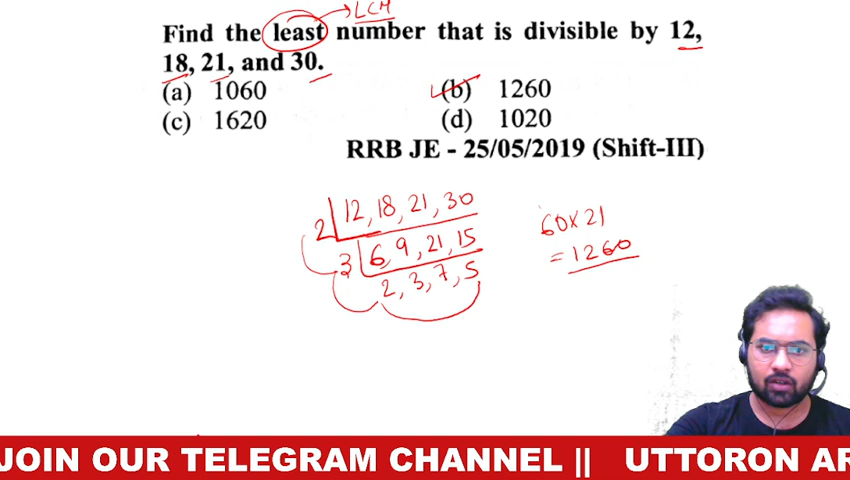 LCM
Find the least number that is divisible by 12,
18, 21, and 30.
(a) 1060 (b) 1260
(c) 1620 (d) 1020
RRB JE - 25/05/2019 (Shift-III)
2 12, 18, 21, 30
3 6, 9, 21, 15
2, 3, 7, 5
60 x 21
= 1260
JOIN OUR TELEGRAM CHANNEL || UTTORON AR